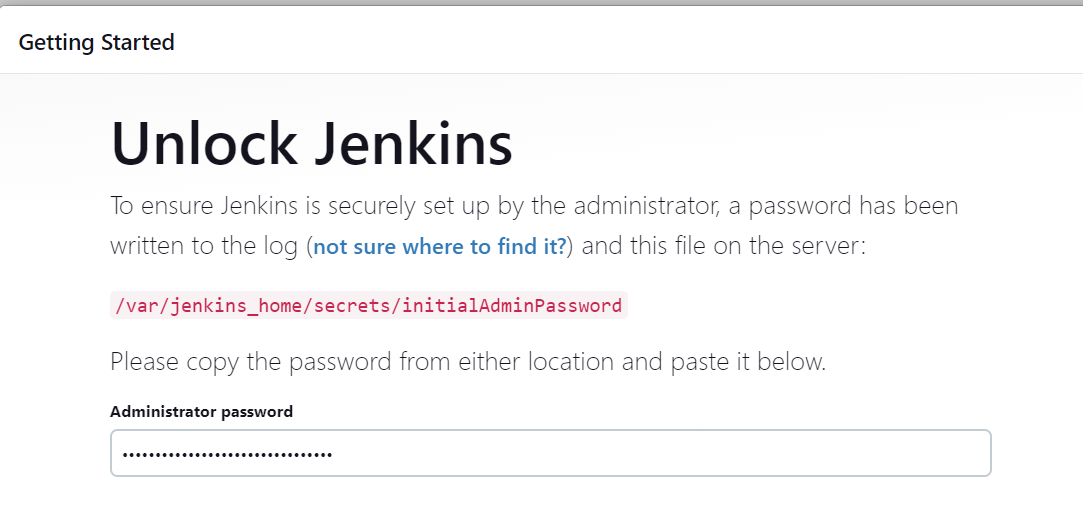 Getting Started
Unlock Jenkins
To ensure Jenkins is securely set up by the administrator, a password has been
written to the log (not sure where to find it?) and this file on the server:
/var/jenkins_home/secrets/initialAdminPassword
Please copy the password from either location and paste it below.
Administrator password
••••••••••••••••••••••••••••••••